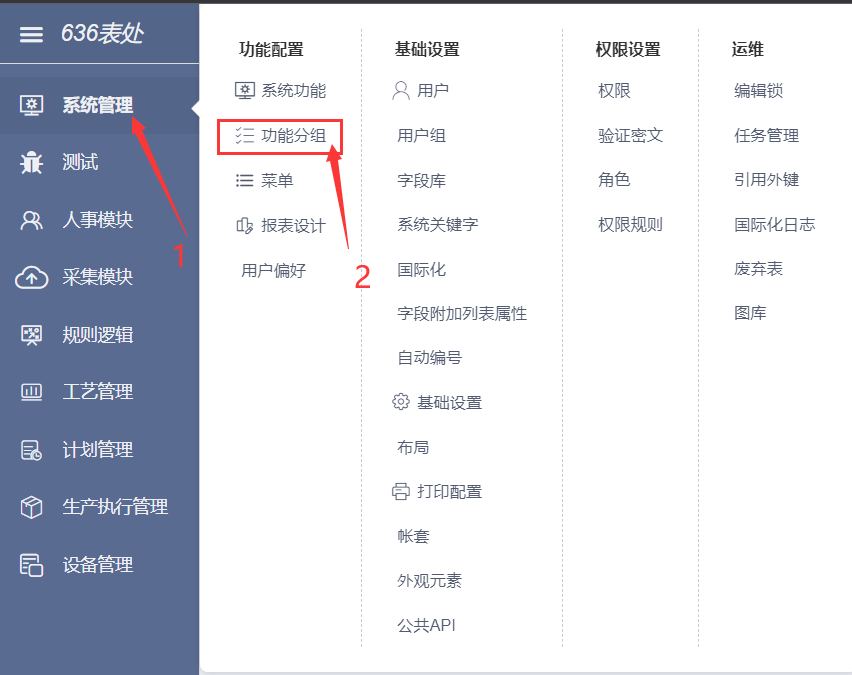 636表处
系统管理
测试
人事模块
采集模块
规则逻辑
工艺管理
计划管理
生产执行管理
设备管理
1
功能配置
系统功能
功能分组
菜单
报表设计
用户偏好
2
基础设置
用户
用户组
字段库
系统关键字
国际化
字段附加列表属性
自动编号
基础设置
布局
打印配置
帐套
外观元素
公共API
权限设置
权限
验证密文
角色
权限规则
运维
编辑锁
任务管理
引用外键
国际化日志
废弃表
图库